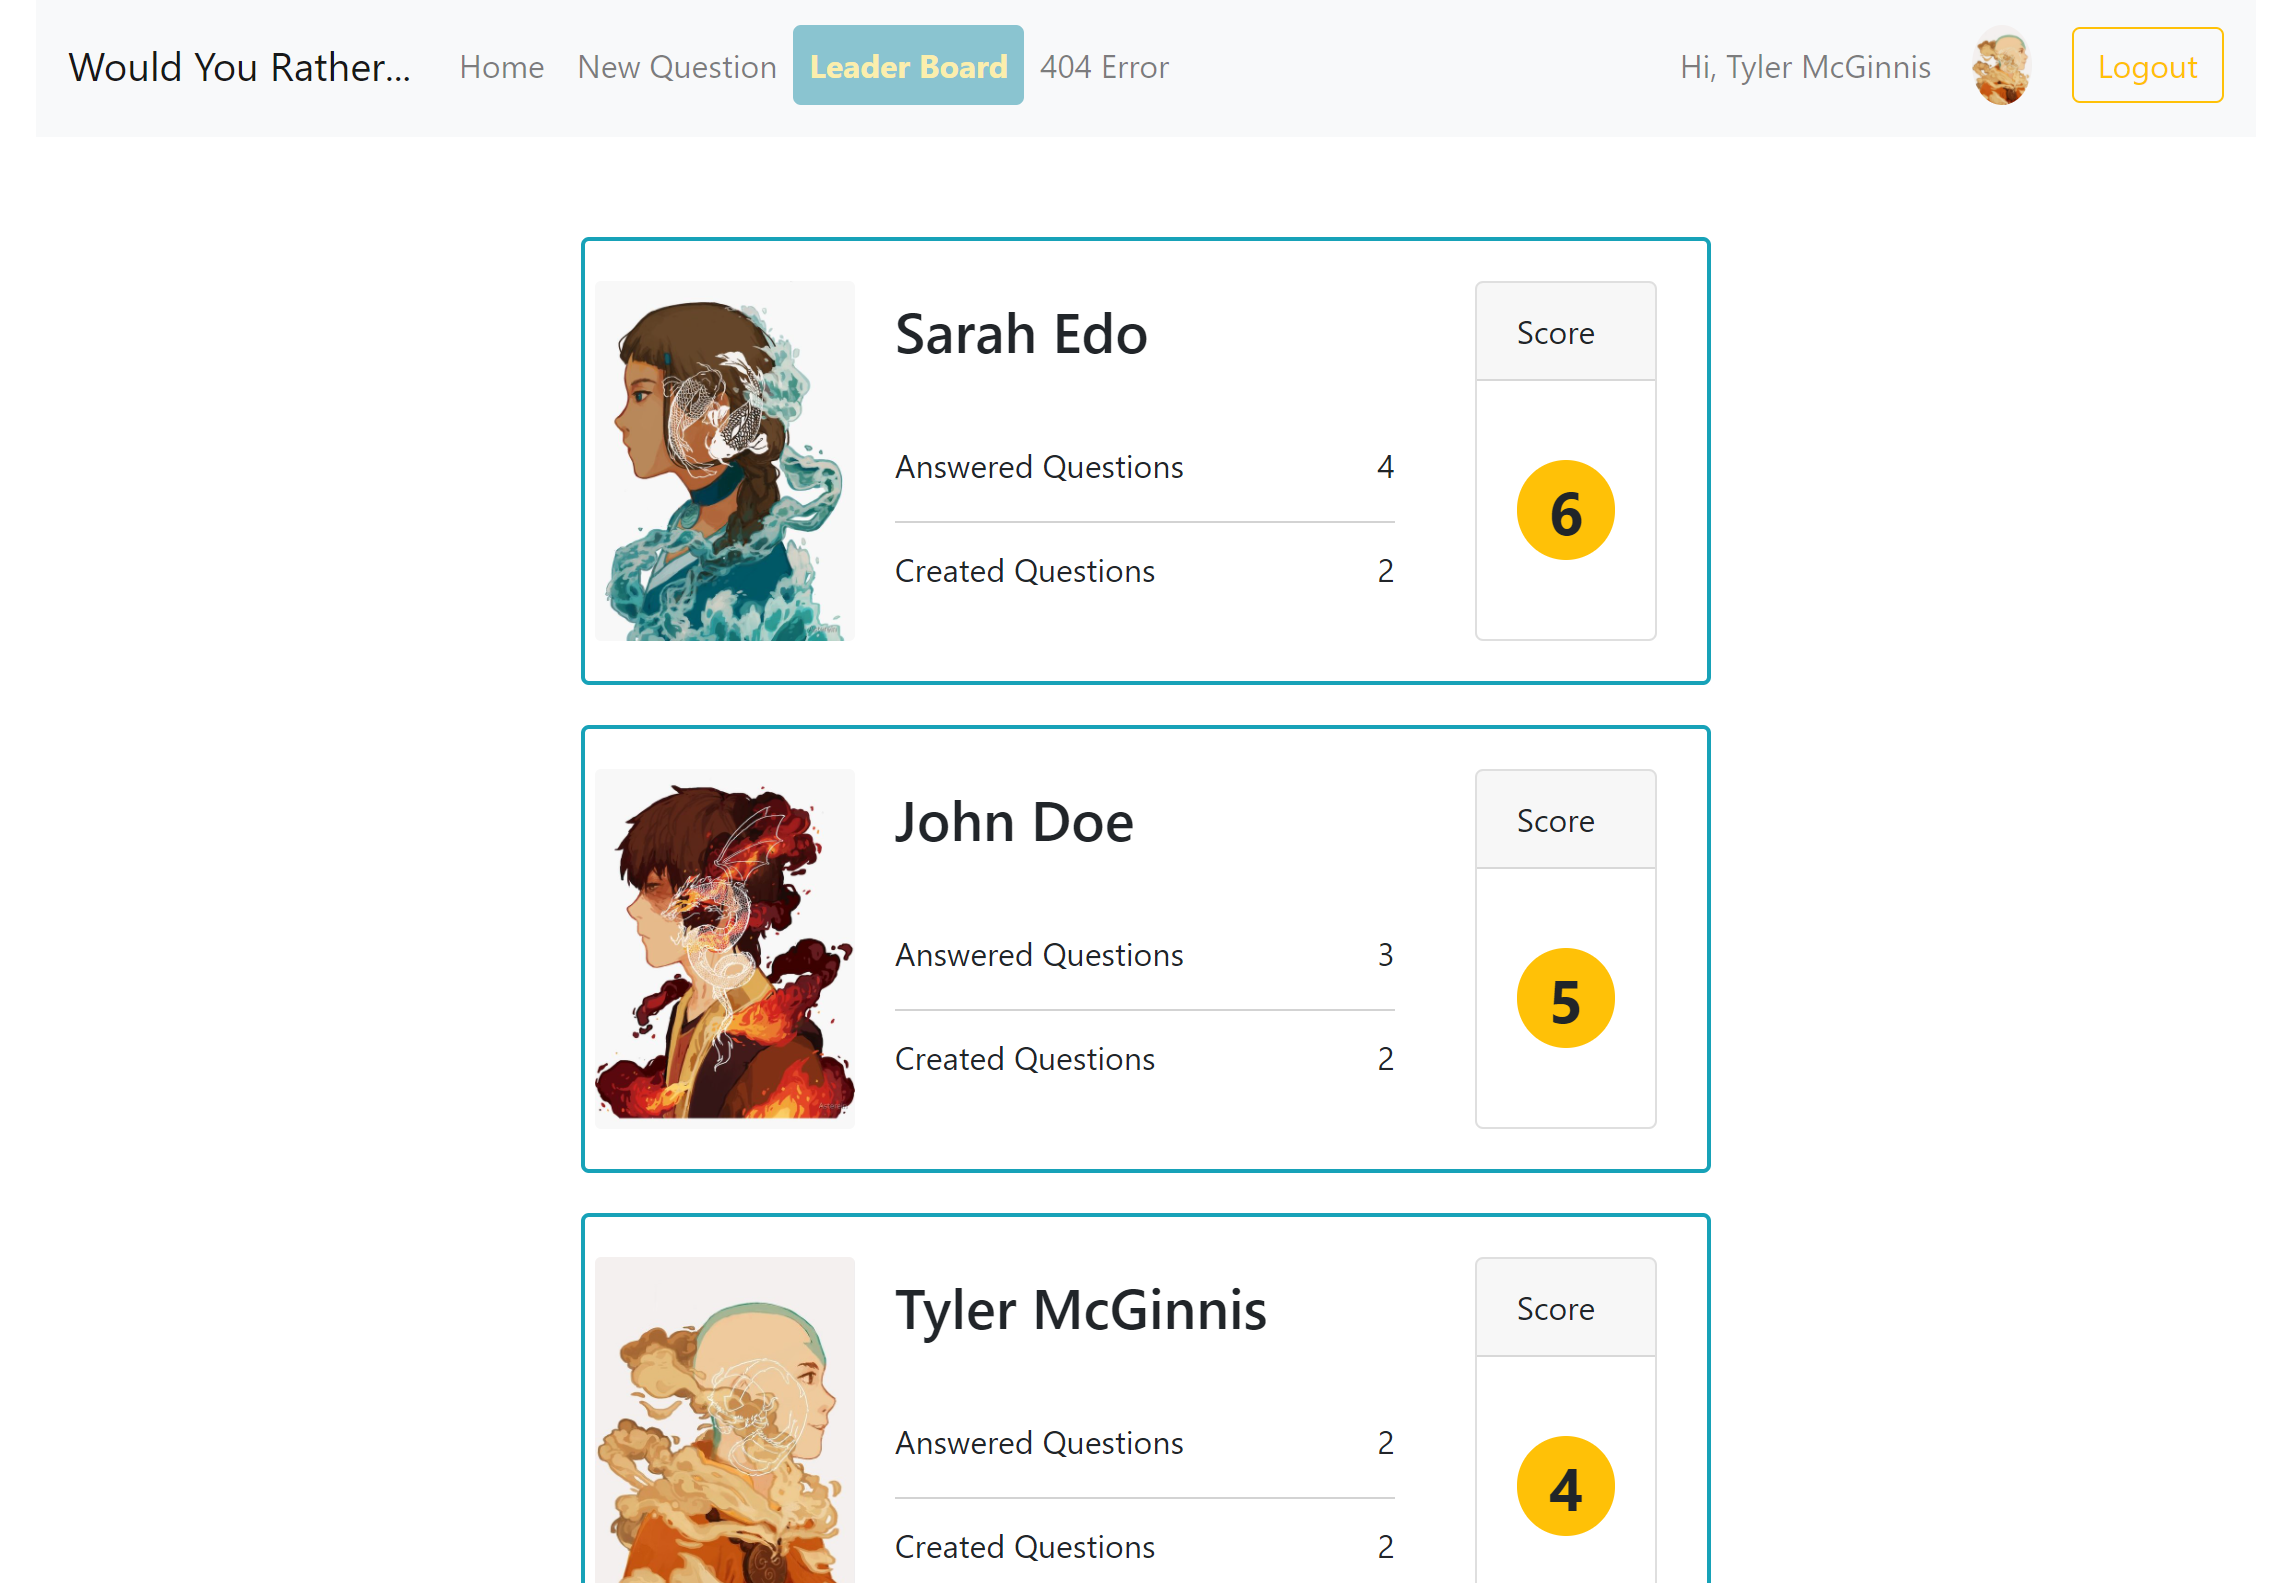 Would You Rather... Home New Question Leader Board 404 Error Hi, Tyler McGinnis Logout
Sarah Edo
Score
Answered Questions 4
6
Created Questions 2
John Doe
Score
Answered Questions 3
5
Created Questions 2
Tyler McGinnis
Score
Answered Questions 2
4
Created Questions 2